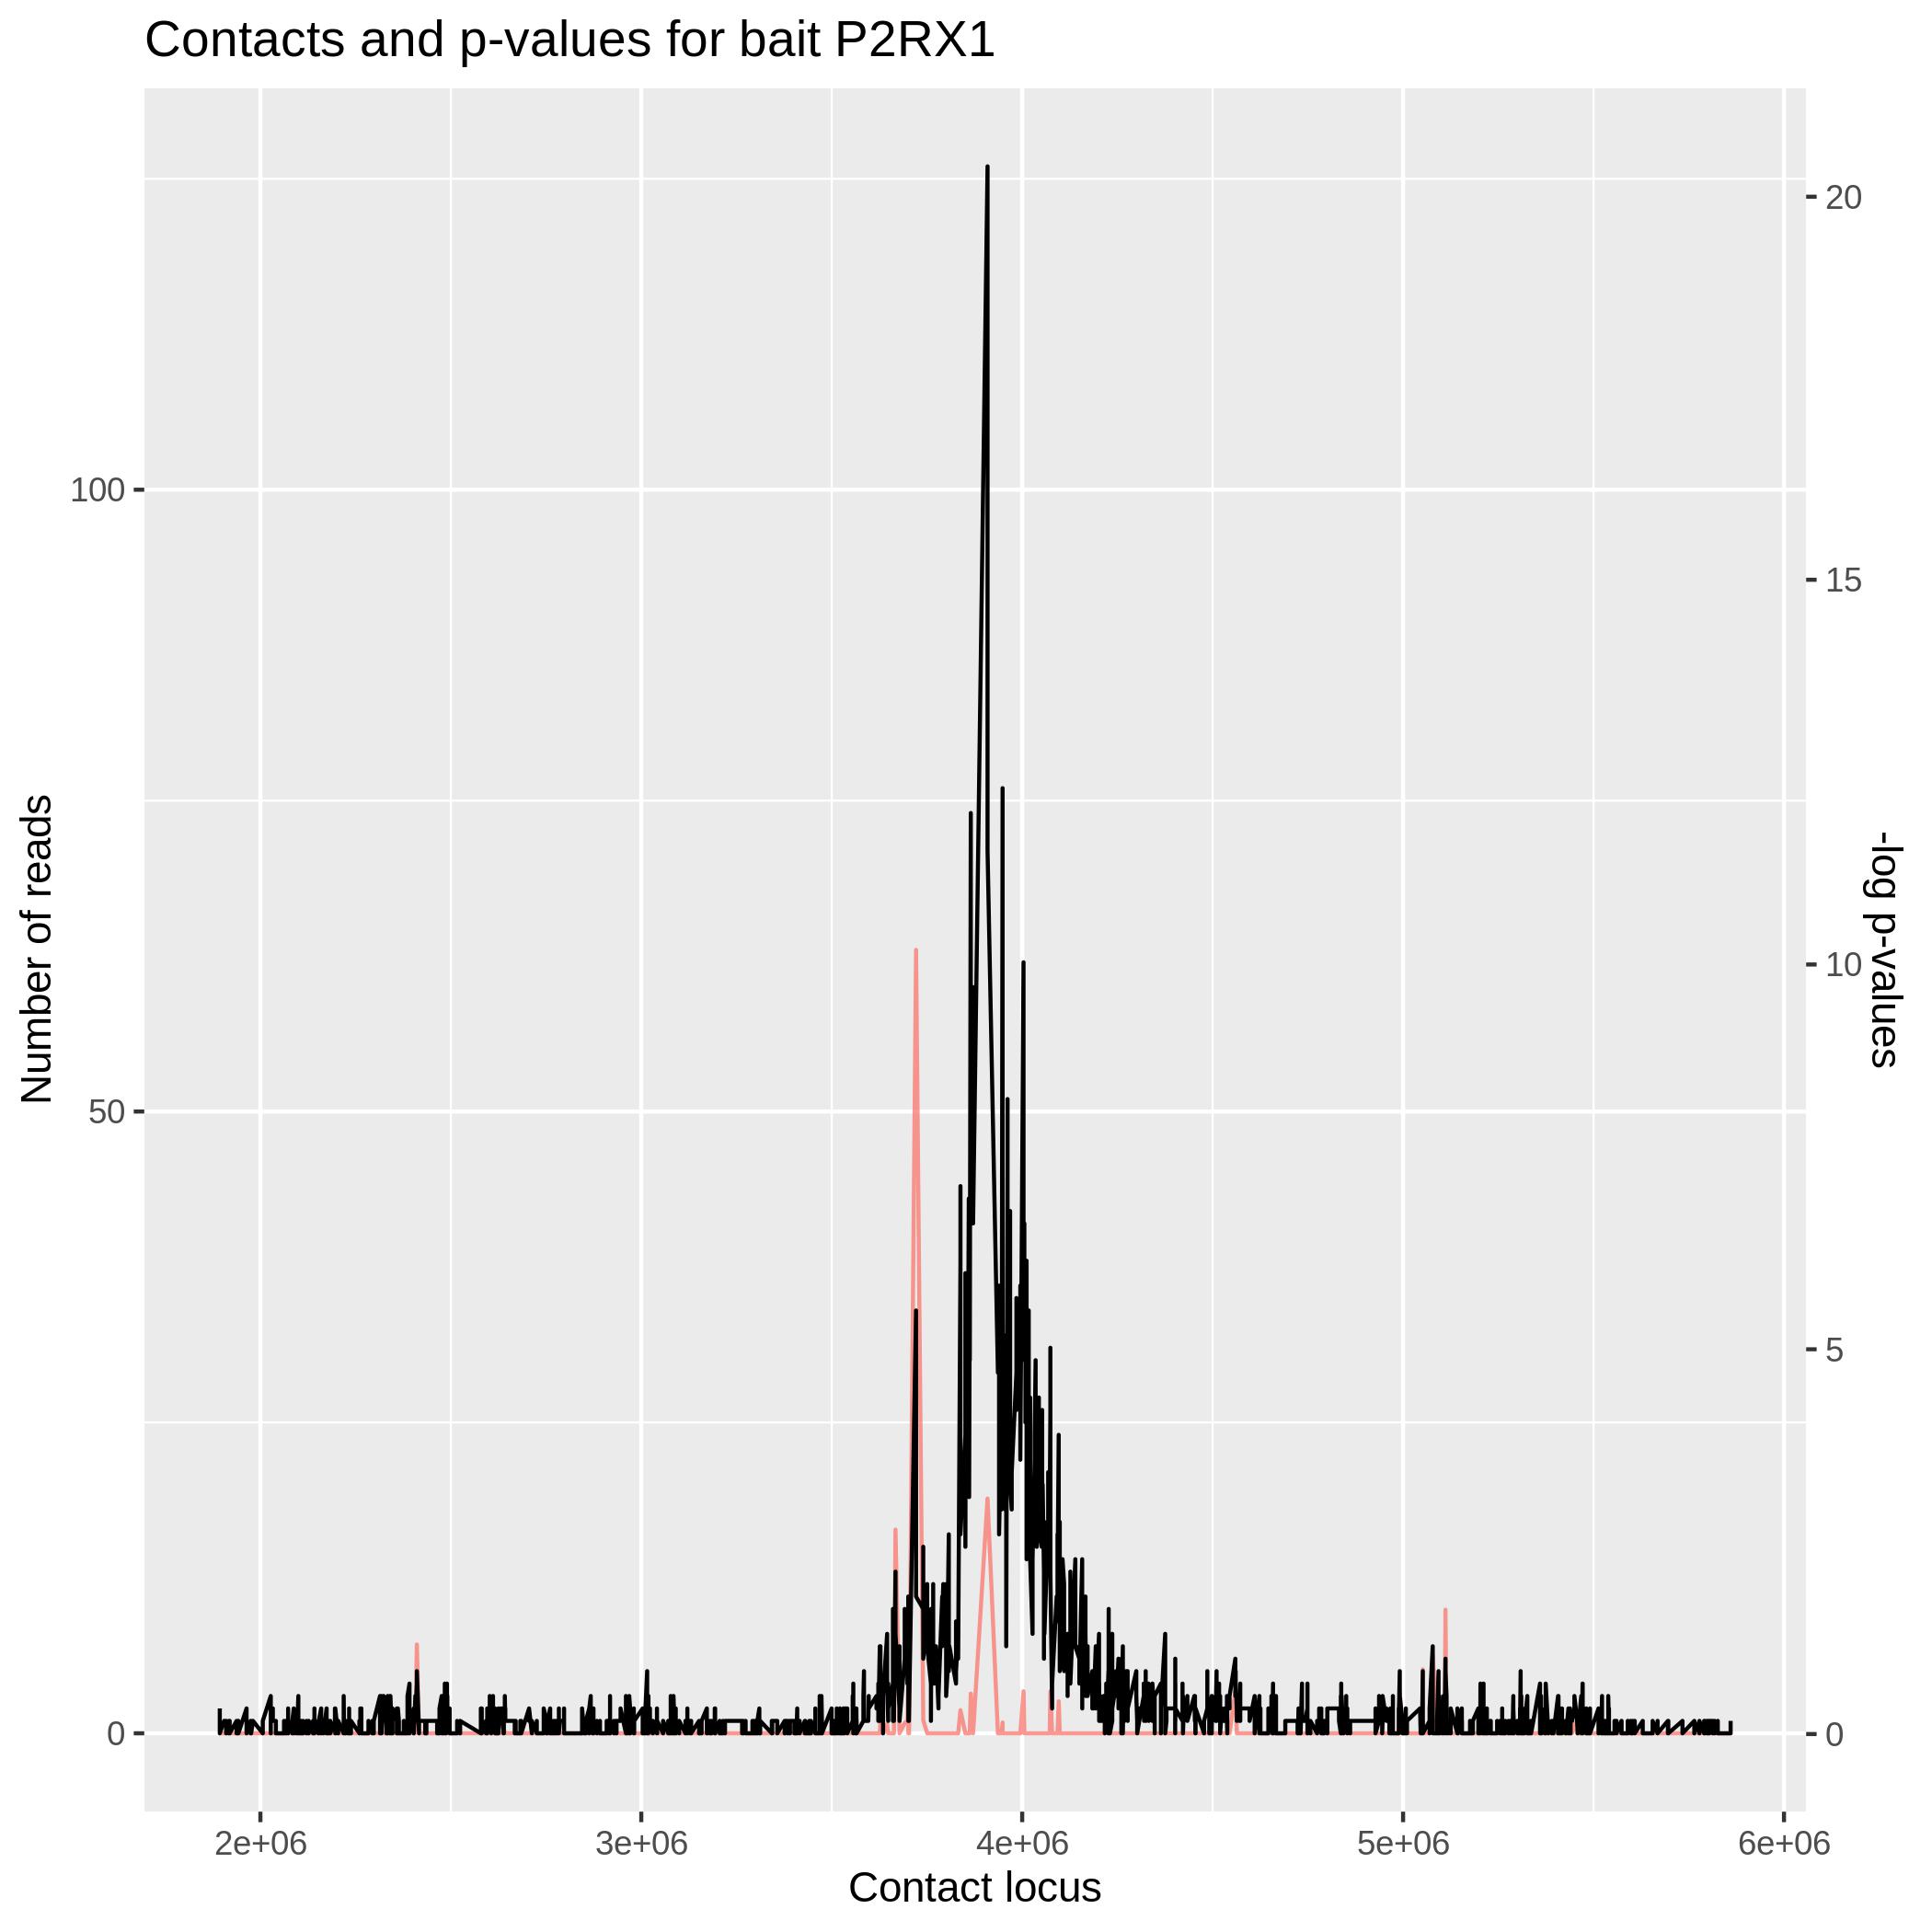 Contacts and p-values for bait P2RX1
Number of reads
100
50
0
20
15
10
5
0
-log p-values
2e+06
3e+06
4e+06
5e+06
6e+06
Contact locus